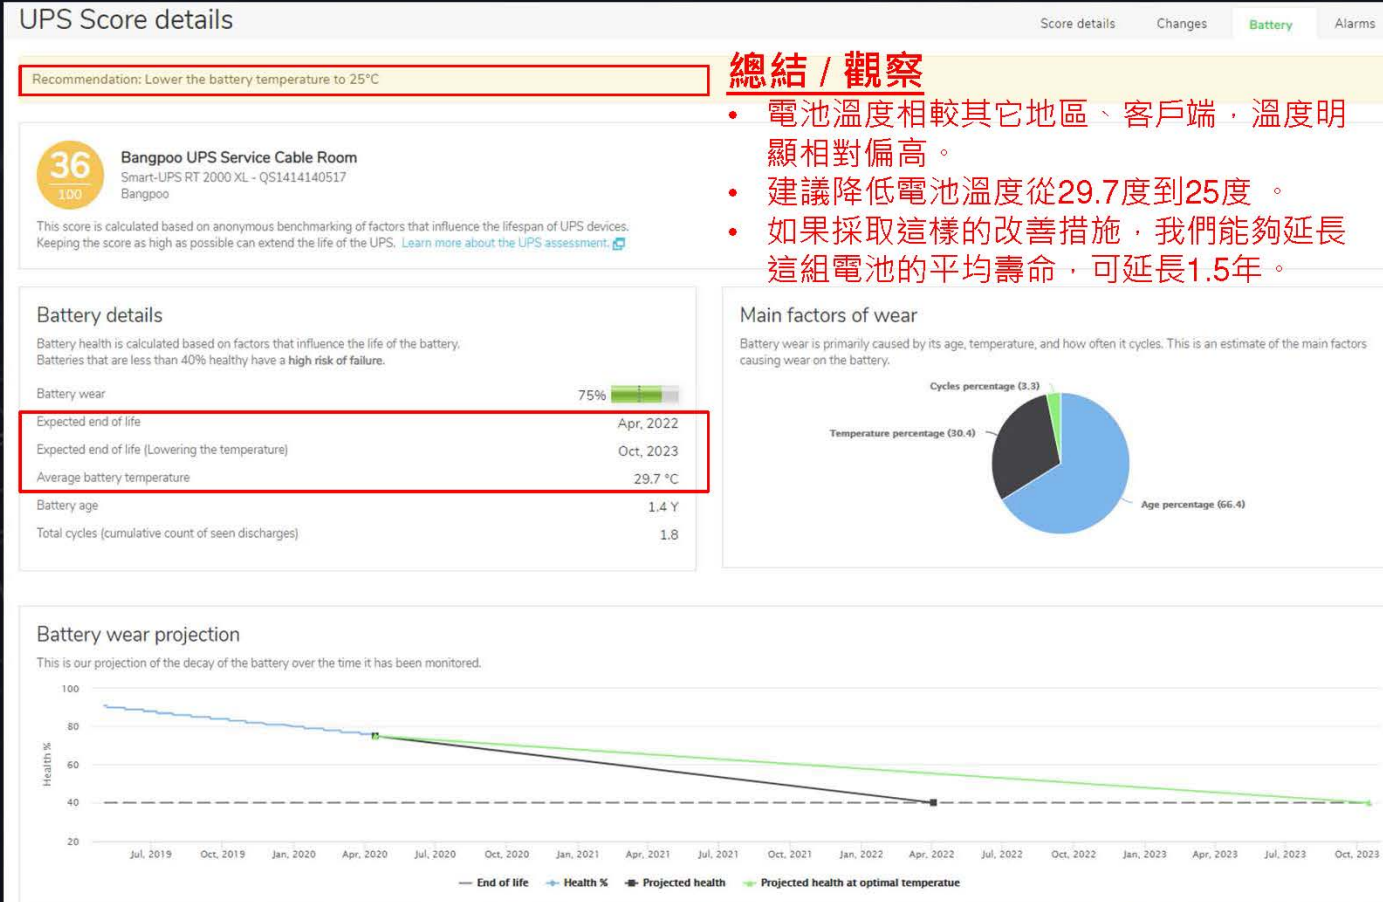 UPS Score details
Score details
Changes
Battery
Alarms
Recommendation: Lower the battery temperature to 25°C
總結 / 觀察
• 電池溫度相較其它地區、客戶端，溫度明
顯相對偏高。
• 建議降低電池溫度從29.7度到25度 。
• 如果採取這樣的改善措施，我們能夠延長
這組電池的平均壽命，可延長1.5年。
36
100
Bangpoo UPS Service Cable Room
Smart-UPS RT 2000 XL - QS1414140517
Bangpoo
This score is calculated based on anonymous benchmarking of factors that influence the lifespan of UPS devices.
Keeping the score as high as possible can extend the life of the UPS. Learn more about the UPS assessment.
Battery details
Battery health is calculated based on factors that influence the life of the battery.
Batteries that are less than 40% healthy have a high risk of failure.
Battery wear 75%
Expected end of life Apr, 2022
Expected end of life (Lowering the temperature) Oct, 2023
Average battery temperature 29.7 °C
Battery age 1.4 Y
Total cycles (cumulative count of seen discharges) 1.8
Main factors of wear
Battery wear is primarily caused by its age, temperature, and how often it cycles. This is an estimate of the main factors
causing wear on the battery.
Cycles percentage (3.3)
Temperature percentage (30.4)
Age percentage (66.4)
Battery wear projection
This is our projection of the decay of the battery over the time it has been monitored.
Health %
100
80
60
40
20
Jul, 2019 Oct, 2019 Jan, 2020 Apr, 2020 Jul, 2020 Oct, 2020 Jan, 2021 Apr, 2021 Jul, 2021 Oct, 2021 Jan, 2022 Apr, 2022 Jul, 2022 Oct, 2022 Jan, 2023 Apr, 2023 Jul, 2023 Oct, 2023
End of life Health % Projected health Projected health at optimal temperatue